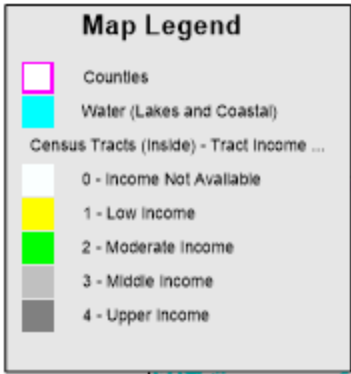 Map Legend
Counties
Water (Lakes and Coastal)
Census Tracts (Inside) - Tract Income ...
0 - Income Not Available
1 - Low Income
2 - Moderate Income
3 - Middle Income
4 - Upper Income